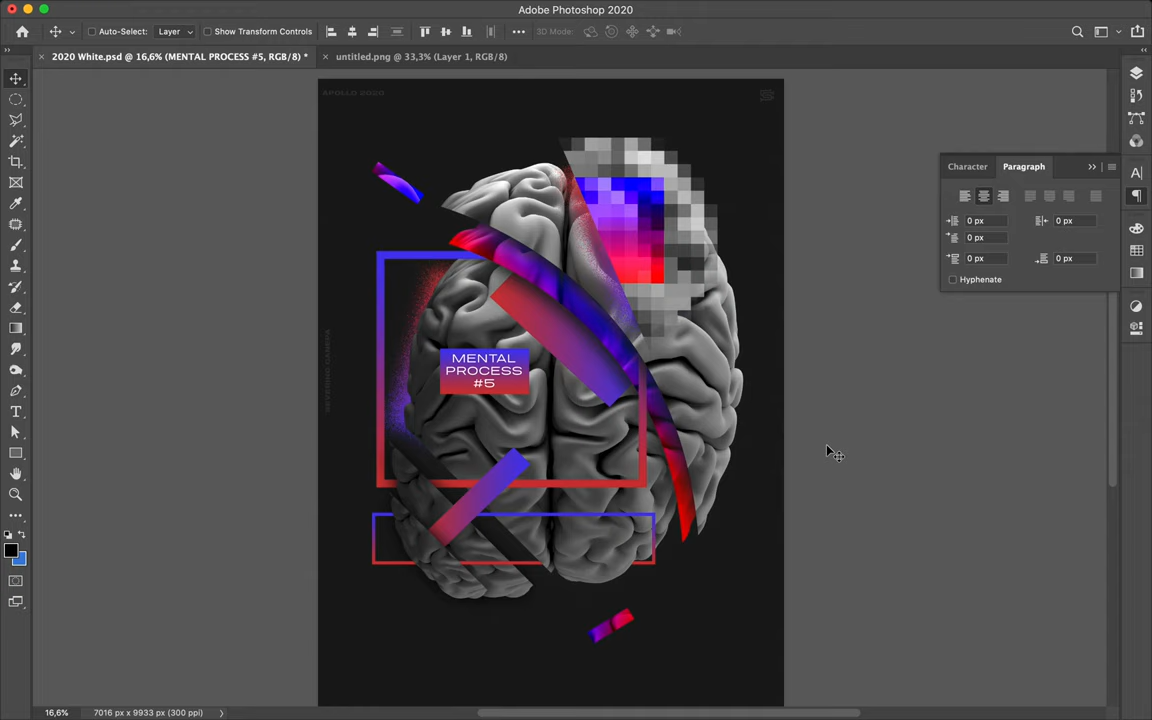 Adobe Photoshop 2020
Auto-Select:
Layer
Show Transform Controls
3D Mode:
2020 White.psd @ 16,6% (MENTAL PROCESS #5, RGB/8) *
untitled.png @ 33,3% (Layer 1, RGB/8)
APOLLO 2020
Character
Paragraph
0 px
0 px
0 px
0 px
0 px
Hyphenate
MENTAL
PROCESS
#5
16,6%
7016 px x 9933 px (300 ppi)